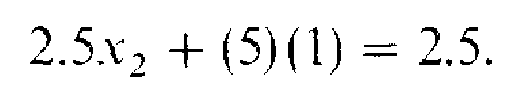 2.5x₂ + (5)(1) = 2.5.